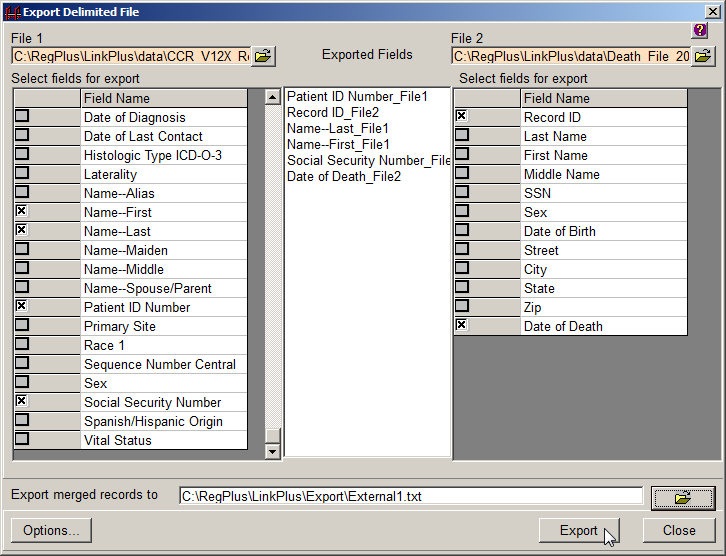 Export Delimited File
File 1
C:\RegPlus\LinkPlus\data\CCR_V12X_R
Select fields for export
Field Name
Date of Diagnosis
Date of Last Contact
Histologic Type ICD-O-3
Laterality
Name--Alias
Name--First
Name--Last
Name--Maiden
Name--Middle
Name--Spouse/Parent
Patient ID Number
Primary Site
Race 1
Sequence Number Central
Sex
Social Security Number
Spanish/Hispanic Origin
Vital Status
Exported Fields
Patient ID Number_File1
Record ID_File2
Name--Last_File1
Name--First_File1
Social Security Number_File
Date of Death_File2
File 2
C:\RegPlus\LinkPlus\data\Death_File_20
Select fields for export
Field Name
Record ID
Last Name
First Name
Middle Name
SSN
Sex
Date of Birth
Street
City
State
Zip
Date of Death
Export merged records to
C:\RegPlus\LinkPlus\Export\External1.txt
Options...
Export
Close